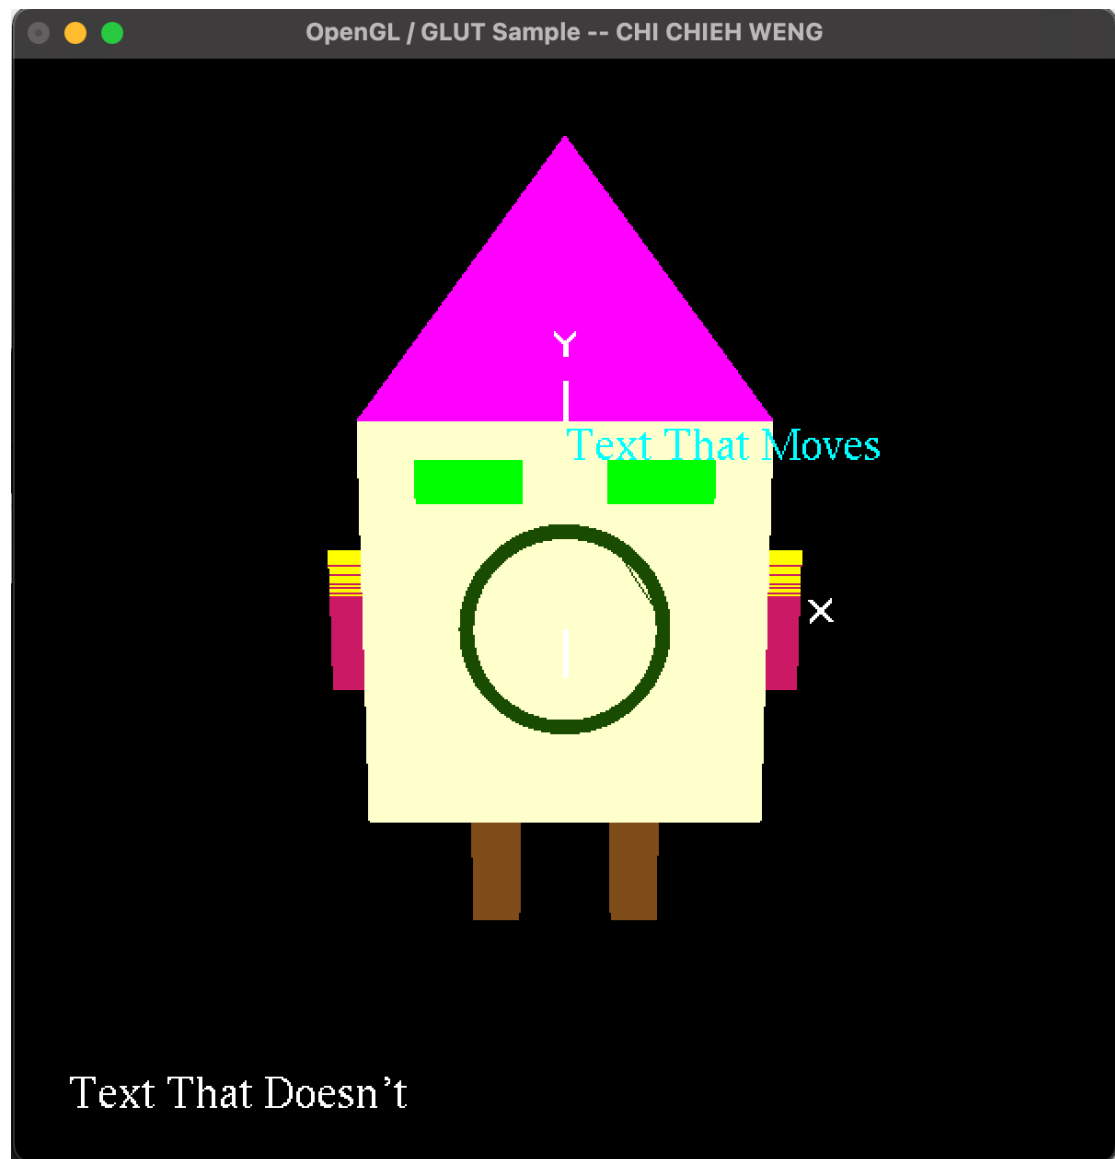 OpenGL / GLUT Sample -- CHI CHIEH WENG
Y
Text That Moves
X
Text That Doesn't